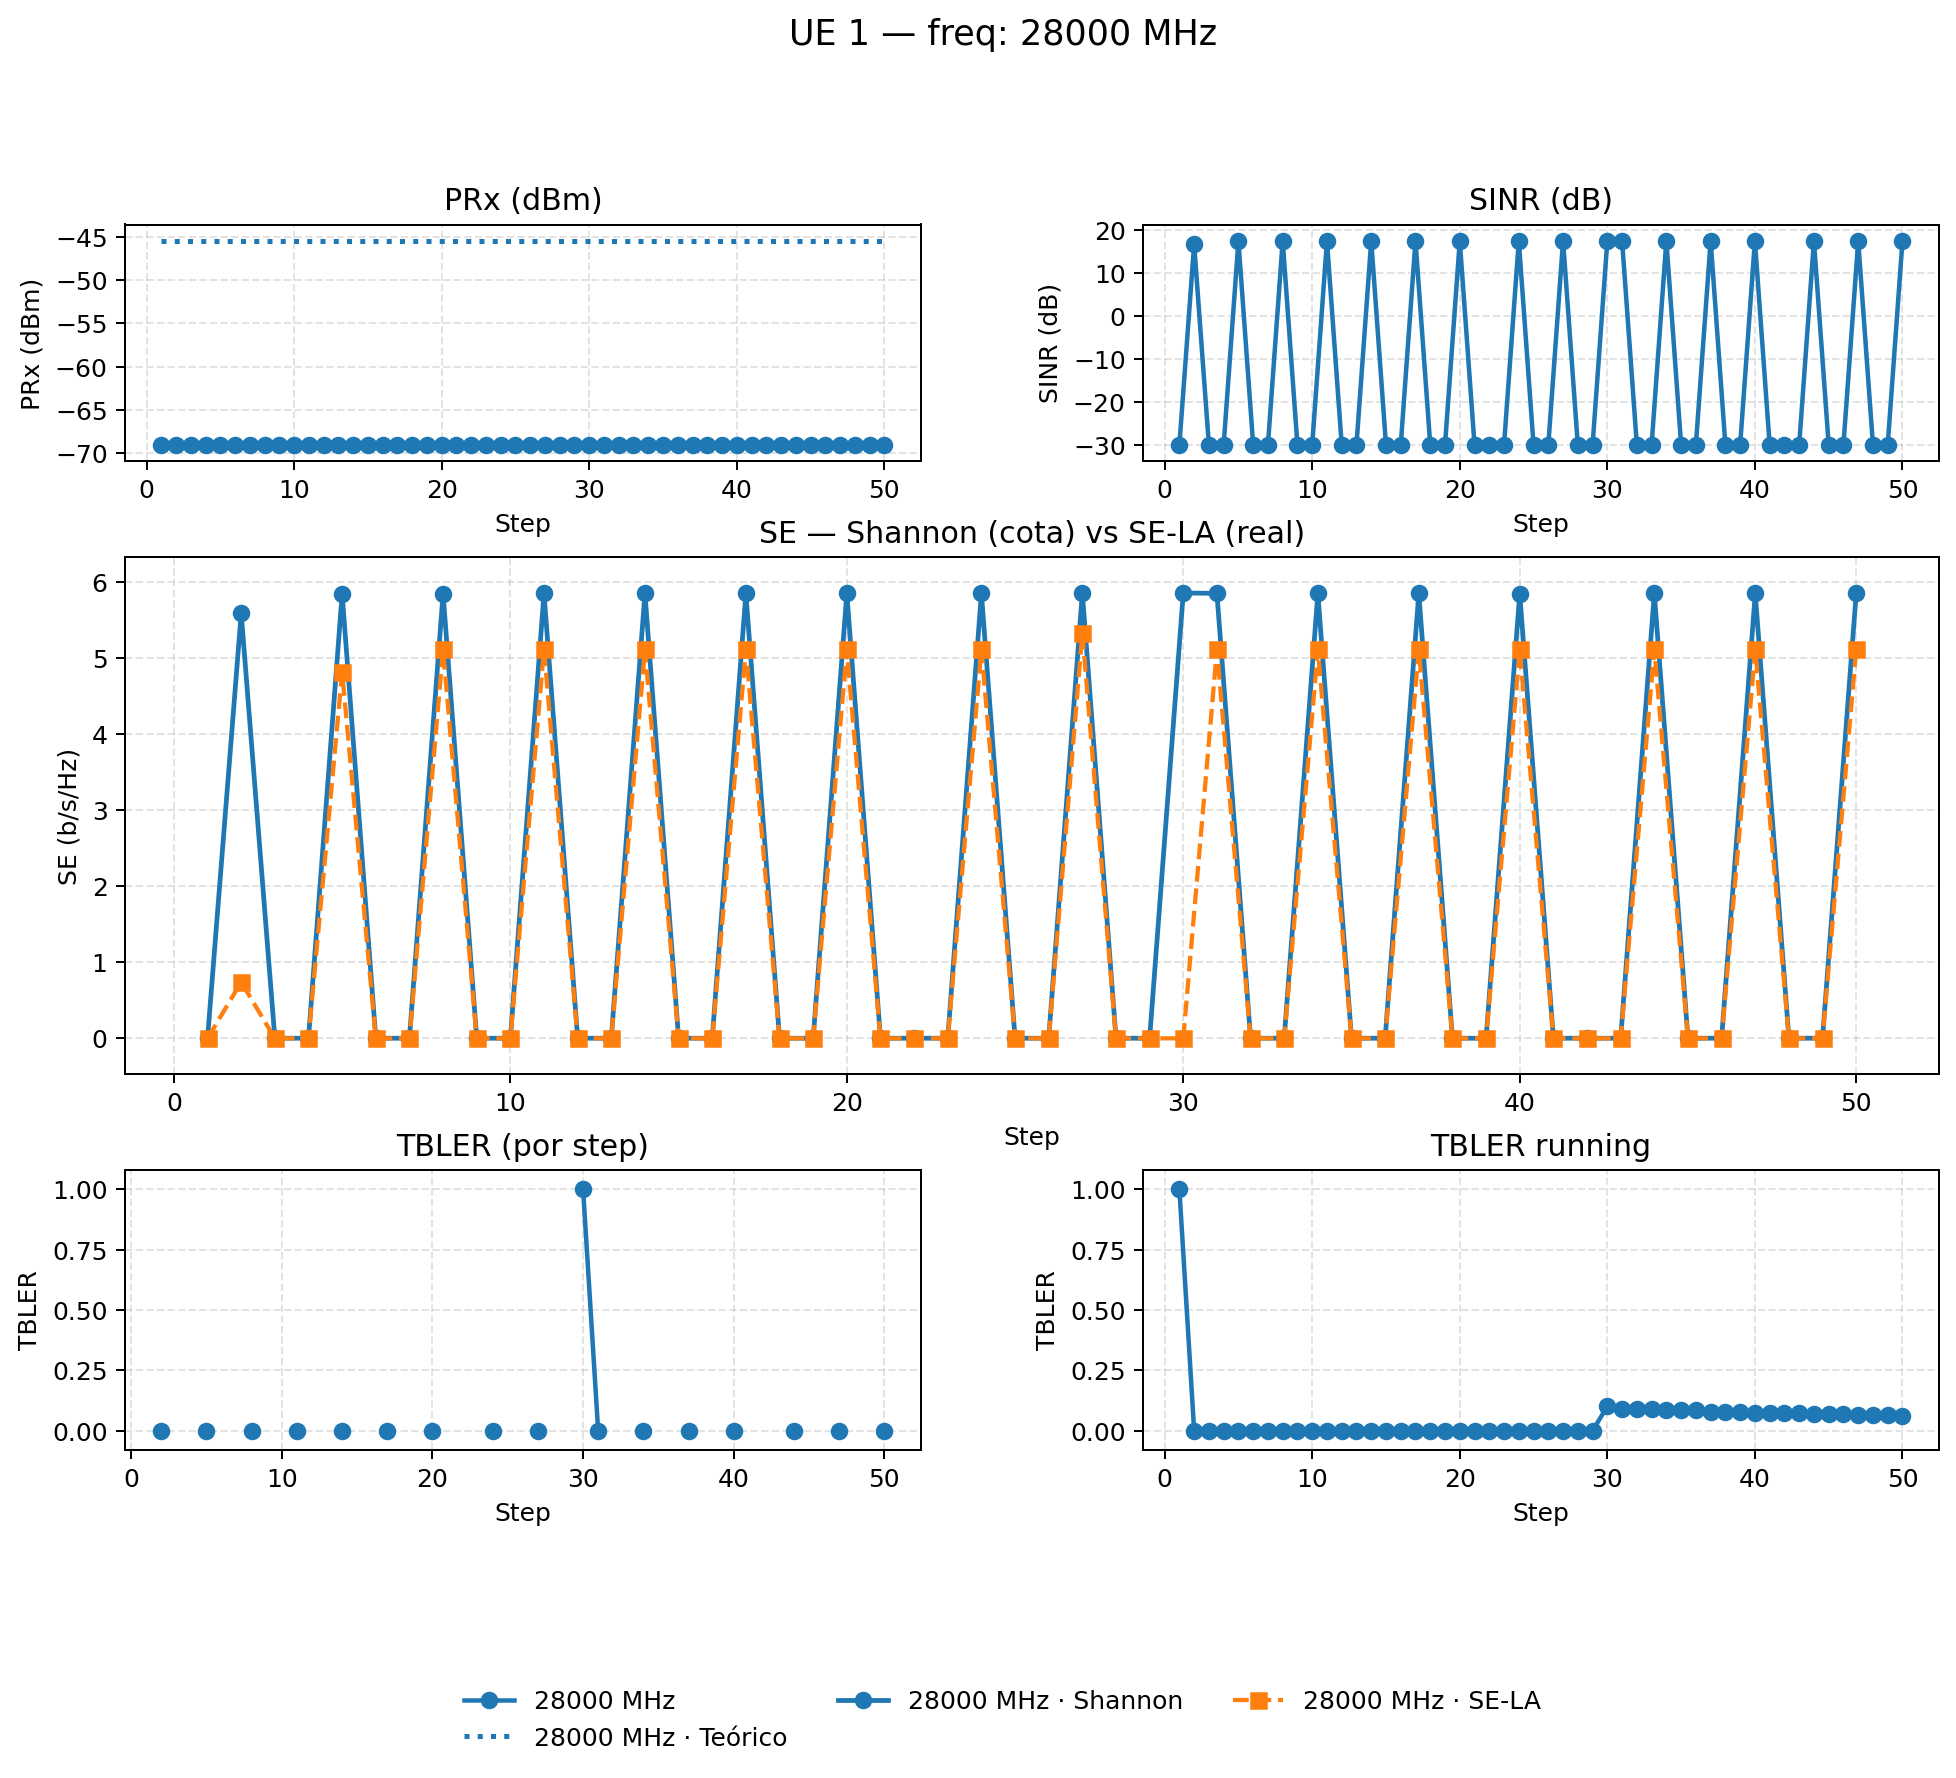 UE 1 — freq: 28000 MHz
PRx (dBm)
PRx (dBm)
−45
−50
−55
−60
−65
−70
0 10 20 30 40 50
Step
SINR (dB)
SINR (dB)
20
10
0
−10
−20
−30
0 10 20 30 40 50
Step
SE — Shannon (cota) vs SE-LA (real)
SE (b/s/Hz)
6
5
4
3
2
1
0
0 10 20 30 40 50
Step
TBLER (por step)
TBLER
1.00
0.75
0.50
0.25
0.00
0 10 20 30 40 50
Step
TBLER running
TBLER
1.00
0.75
0.50
0.25
0.00
0 10 20 30 40 50
Step
28000 MHz
28000 MHz · Teórico
28000 MHz · Shannon
28000 MHz · SE-LA